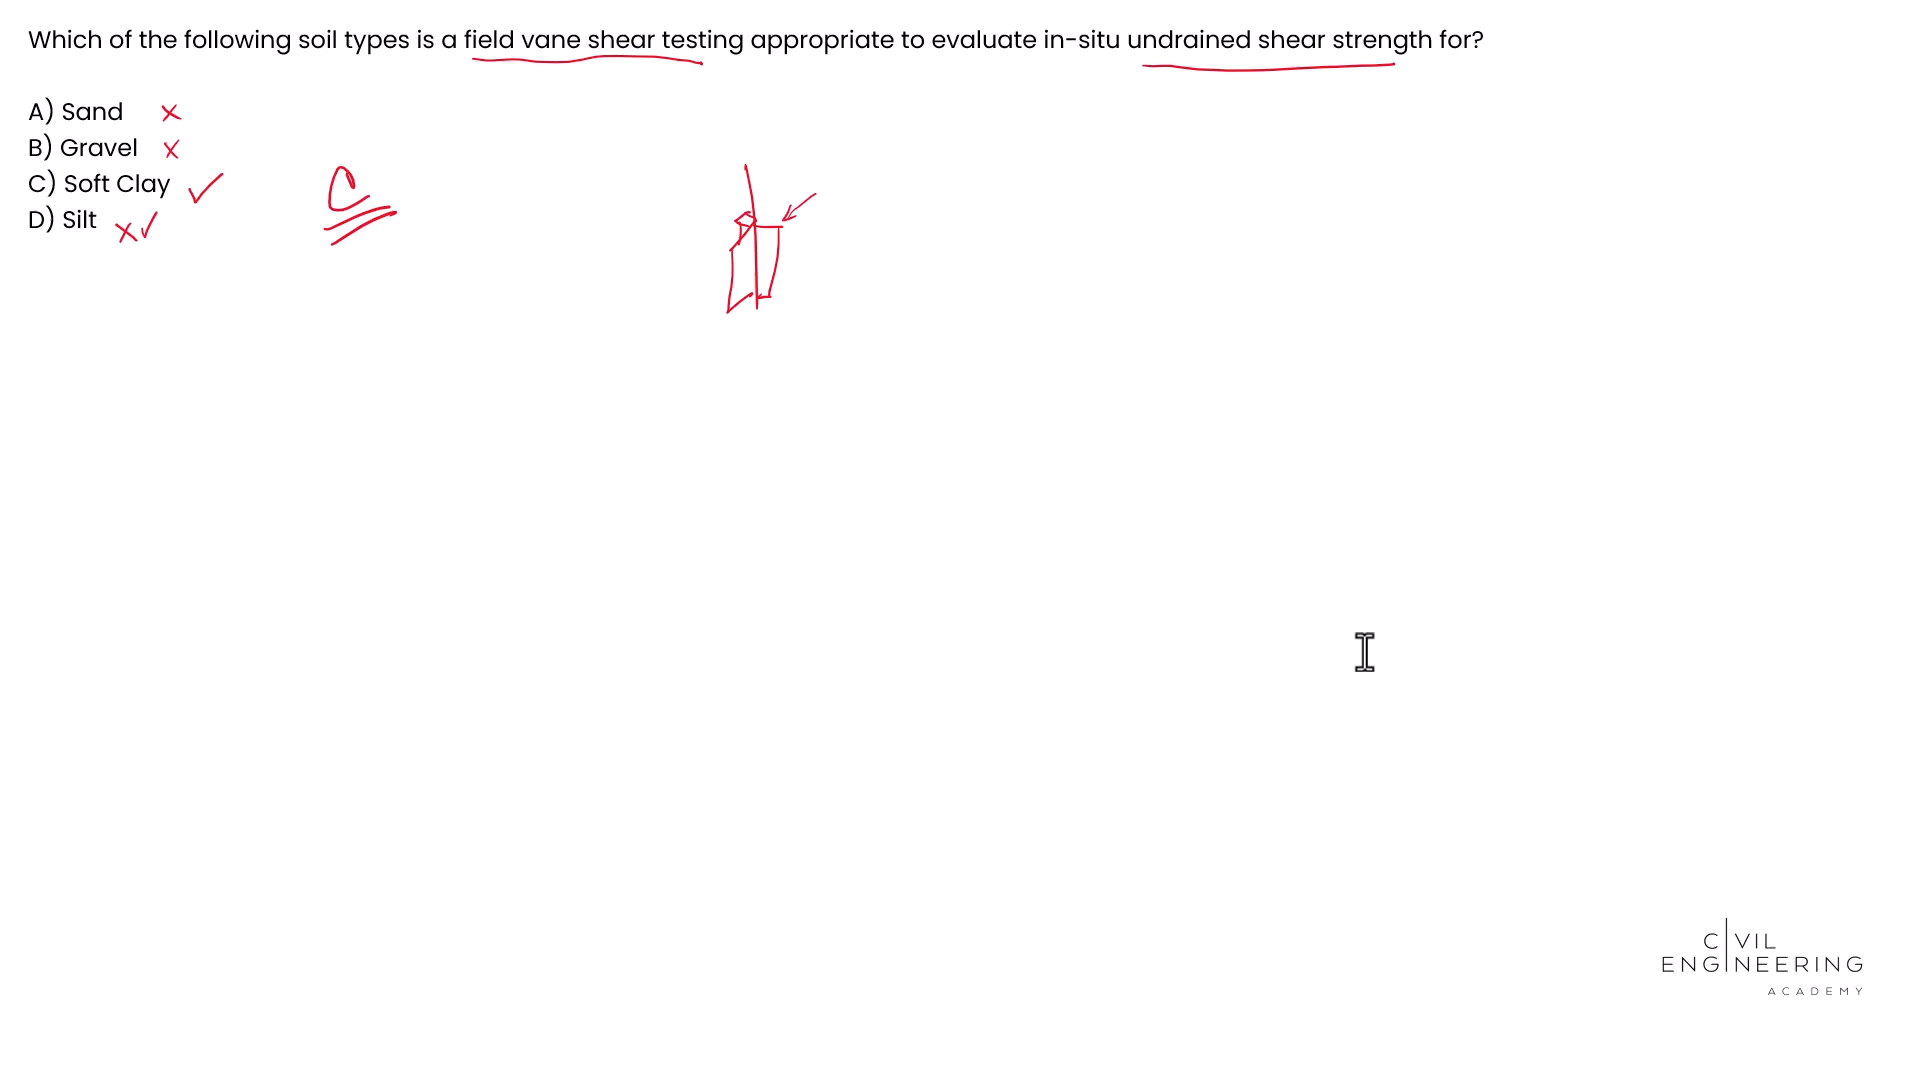 Which of the following soil types is a field vane shear testing appropriate to evaluate in-situ undrained shear strength for?
A) Sand x
B) Gravel x
C) Soft Clay ✓
D) Silt x✓
C
CIVIL
ENGINEERING
ACADEMY